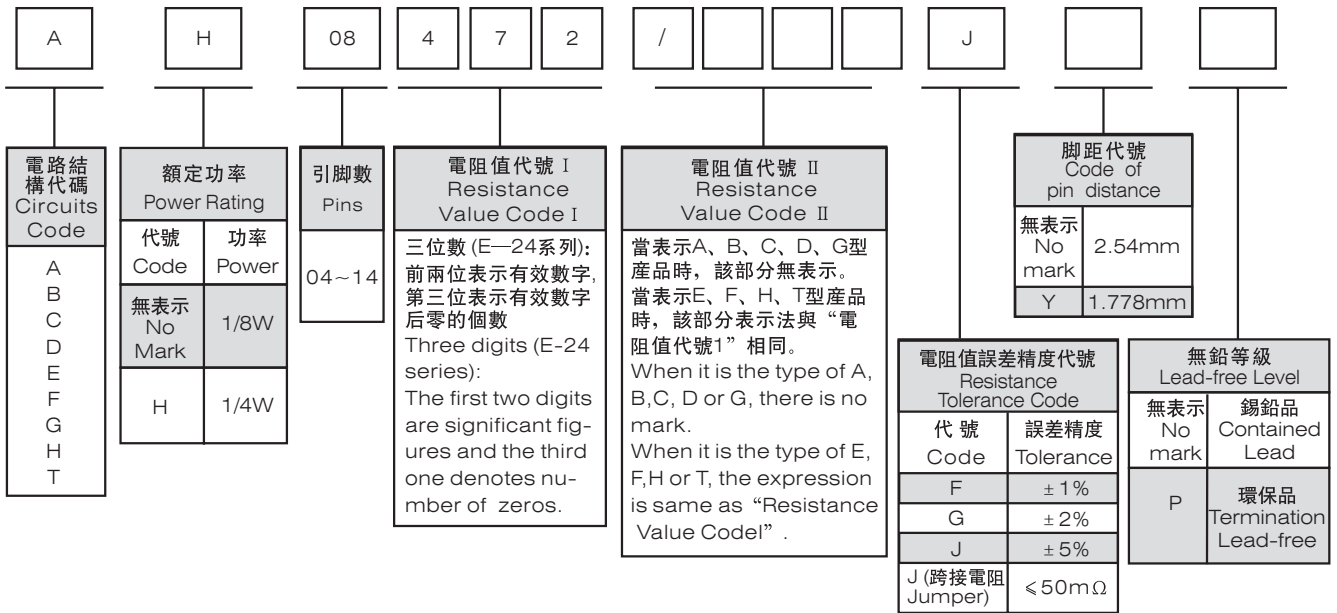 A H 08 4 7 2 / J
電路結
構代碼
Circuits
Code
A
B
C
D
E
F
G
H
T
額定功率
Power Rating
代號 功率
Code Power
無表示
No
Mark
1/8W
H 1/4W
引脚數
Pins
04~14
電阻值代號 I
Resistance
Value Code I
三位數 (E—24系列):
前兩位表示有效數字,
第三位表示有效數字
后零的個數
Three digits (E-24
series):
The first two digits
are significant fig-
ures and the third
one denotes nu-
mber of zeros.
電阻值代號 II
Resistance
Value Code II
當表示A、B、C、D、G型
産品時，該部分無表示。
當表示E、F、H、T型産品
時，該部分表示法與“電
阻值代號1”相同。
When it is the type of A,
B,C, D or G, there is no
mark.
When it is the type of E,
F,H or T, the expression
is same as “Resistance
Value CodeI” .
脚距代號
Code of
pin distance
無表示
No
mark
2.54mm
Y 1.778mm
電阻值誤差精度代號
Resistance
Tolerance Code
代 號 誤差精度
Code Tolerance
F ±1%
G ±2%
J ±5%
J (跨接電阻
Jumper)
≤50mΩ
無鉛等級
Lead-free Level
無表示
No
mark
錫鉛品
Contained
Lead
P
環保品
Termination
Lead-free